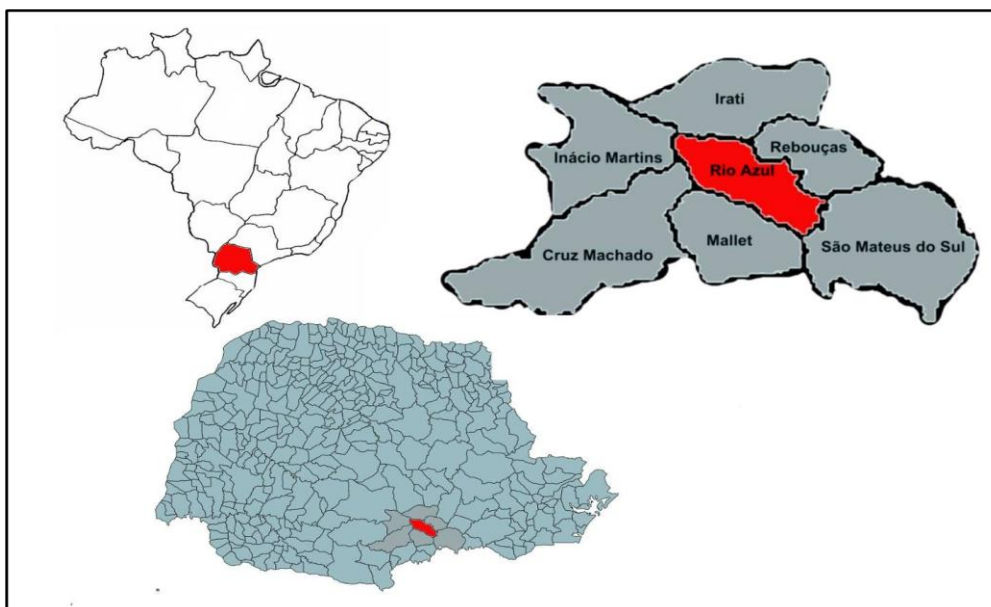 Irati
Rebouças
Inácio Martins
Rio Azul
Mallet
São Mateus do Sul
Cruz Machado